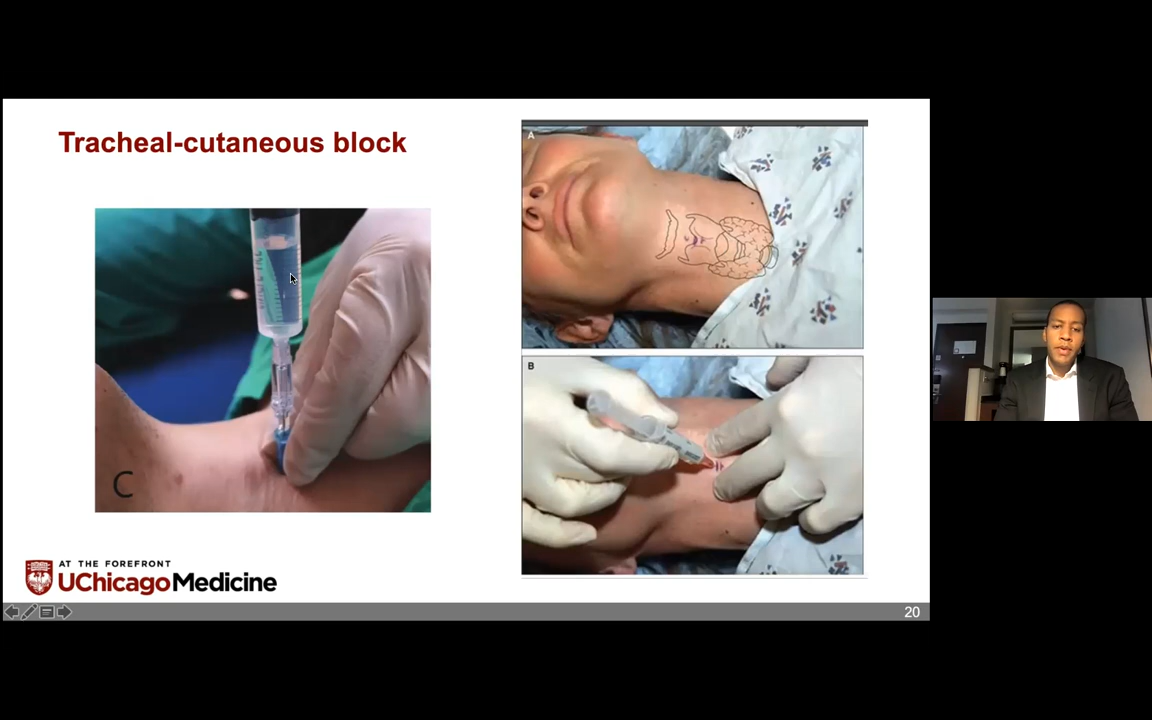 Tracheal-cutaneous block
C
A
B
AT THE FOREFRONT
UChicago Medicine
20